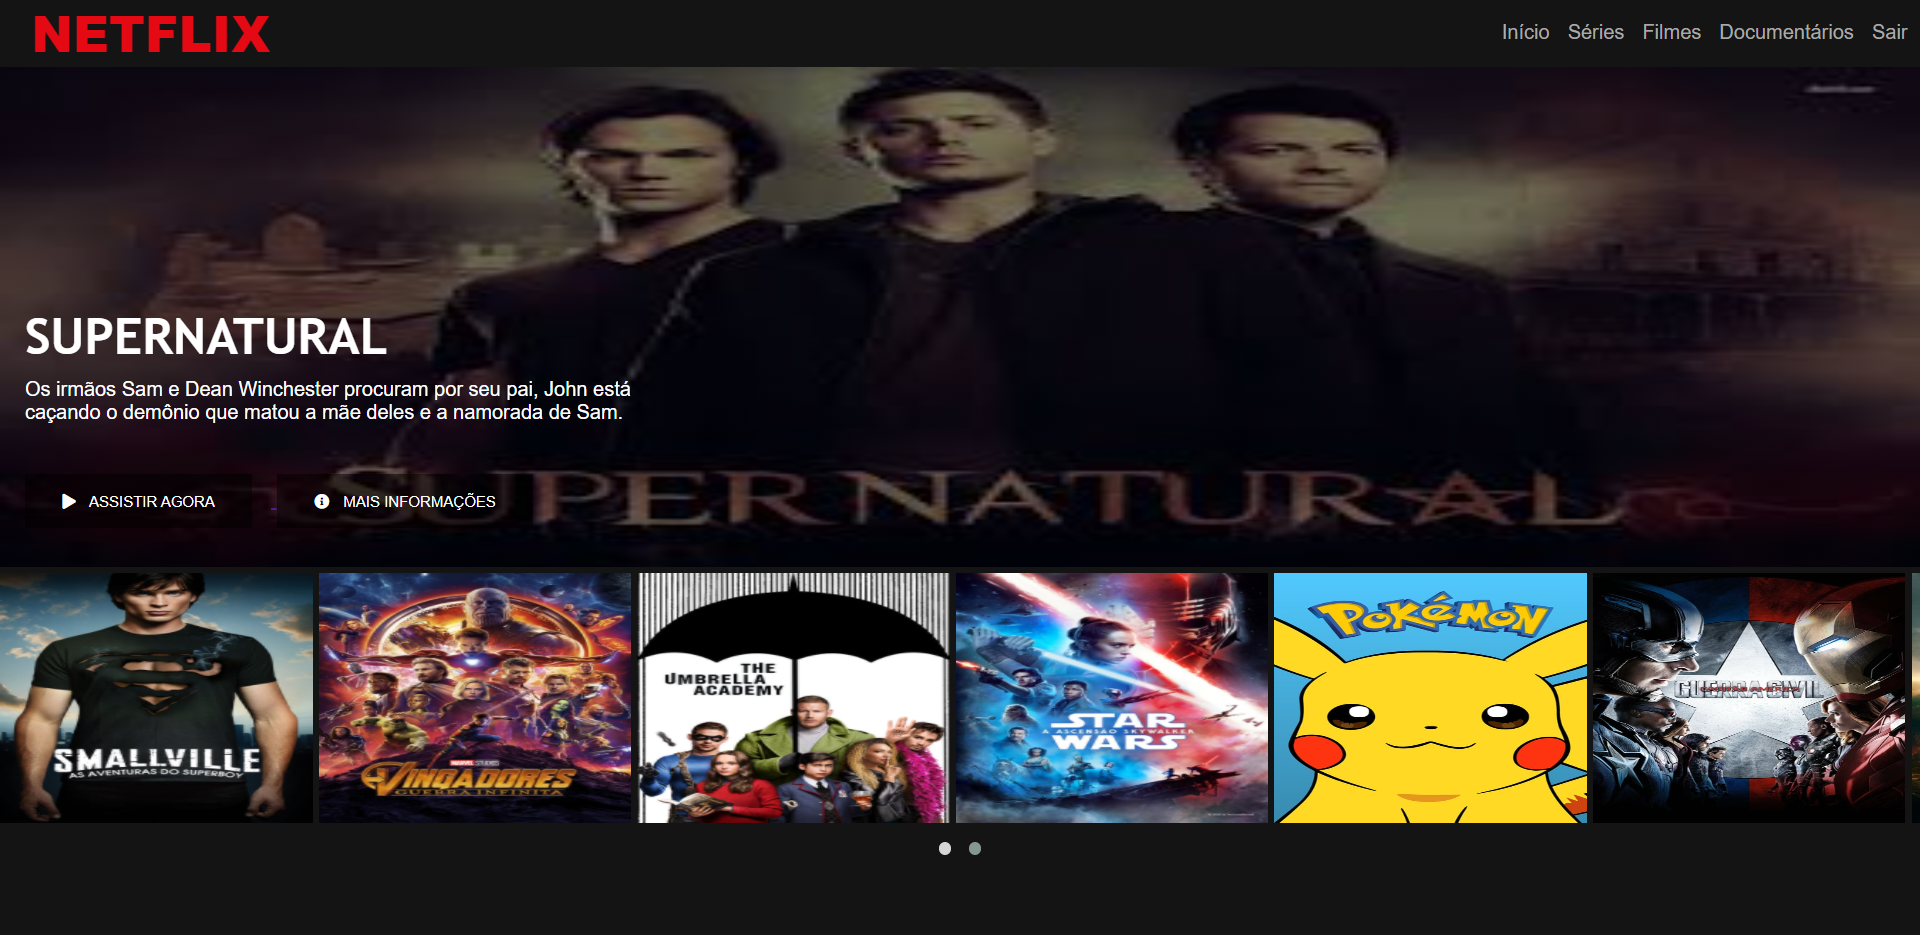 NETFLIX
Início Séries Filmes Documentários Sair
SUPERNATURAL
Os irmãos Sam e Dean Winchester procuram por seu pai, John está
caçando o demônio que matou a mãe deles e a namorada de Sam.
ASSISTIR AGORA
MAIS INFORMAÇÕES
SUPERNATURAL
SMALLVILLE
AS AVENTURAS DO SUPERBOY
MARVEL STUDIOS
VINGADORES
GUERRA INFINITA
THE
UMBRELLA
ACADEMY
STAR
A ASCENSÃO SKYWALKER
WARS
POKéMON
GUERRA CIVIL